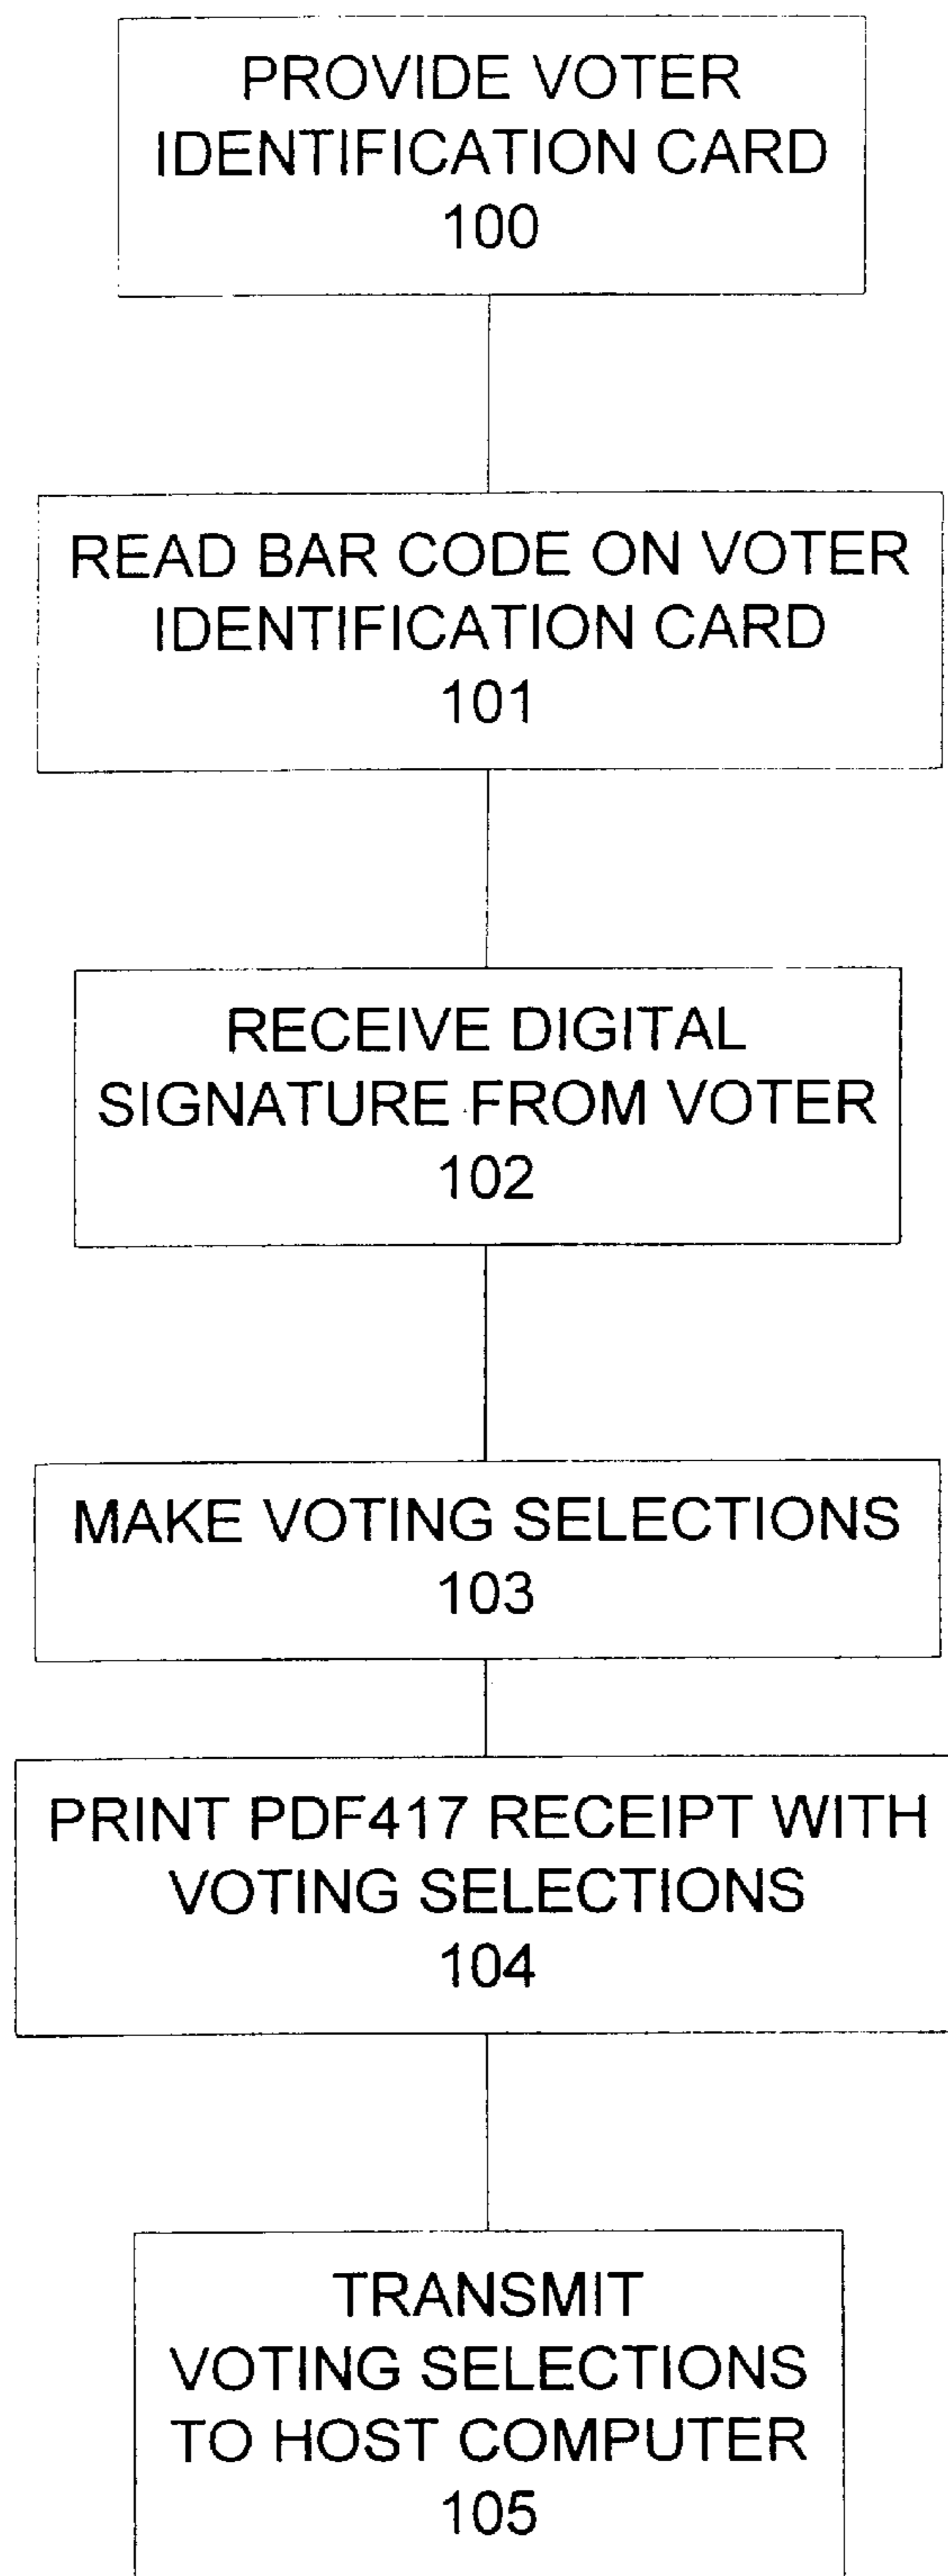 PROVIDE VOTER
IDENTIFICATION CARD
100
READ BAR CODE ON VOTER
IDENTIFICATION CARD
101
RECEIVE DIGITAL
SIGNATURE FROM VOTER
102
MAKE VOTING SELECTIONS
103
PRINT PDF417 RECEIPT WITH
VOTING SELECTIONS
104
TRANSMIT
VOTING SELECTIONS
TO HOST COMPUTER
105